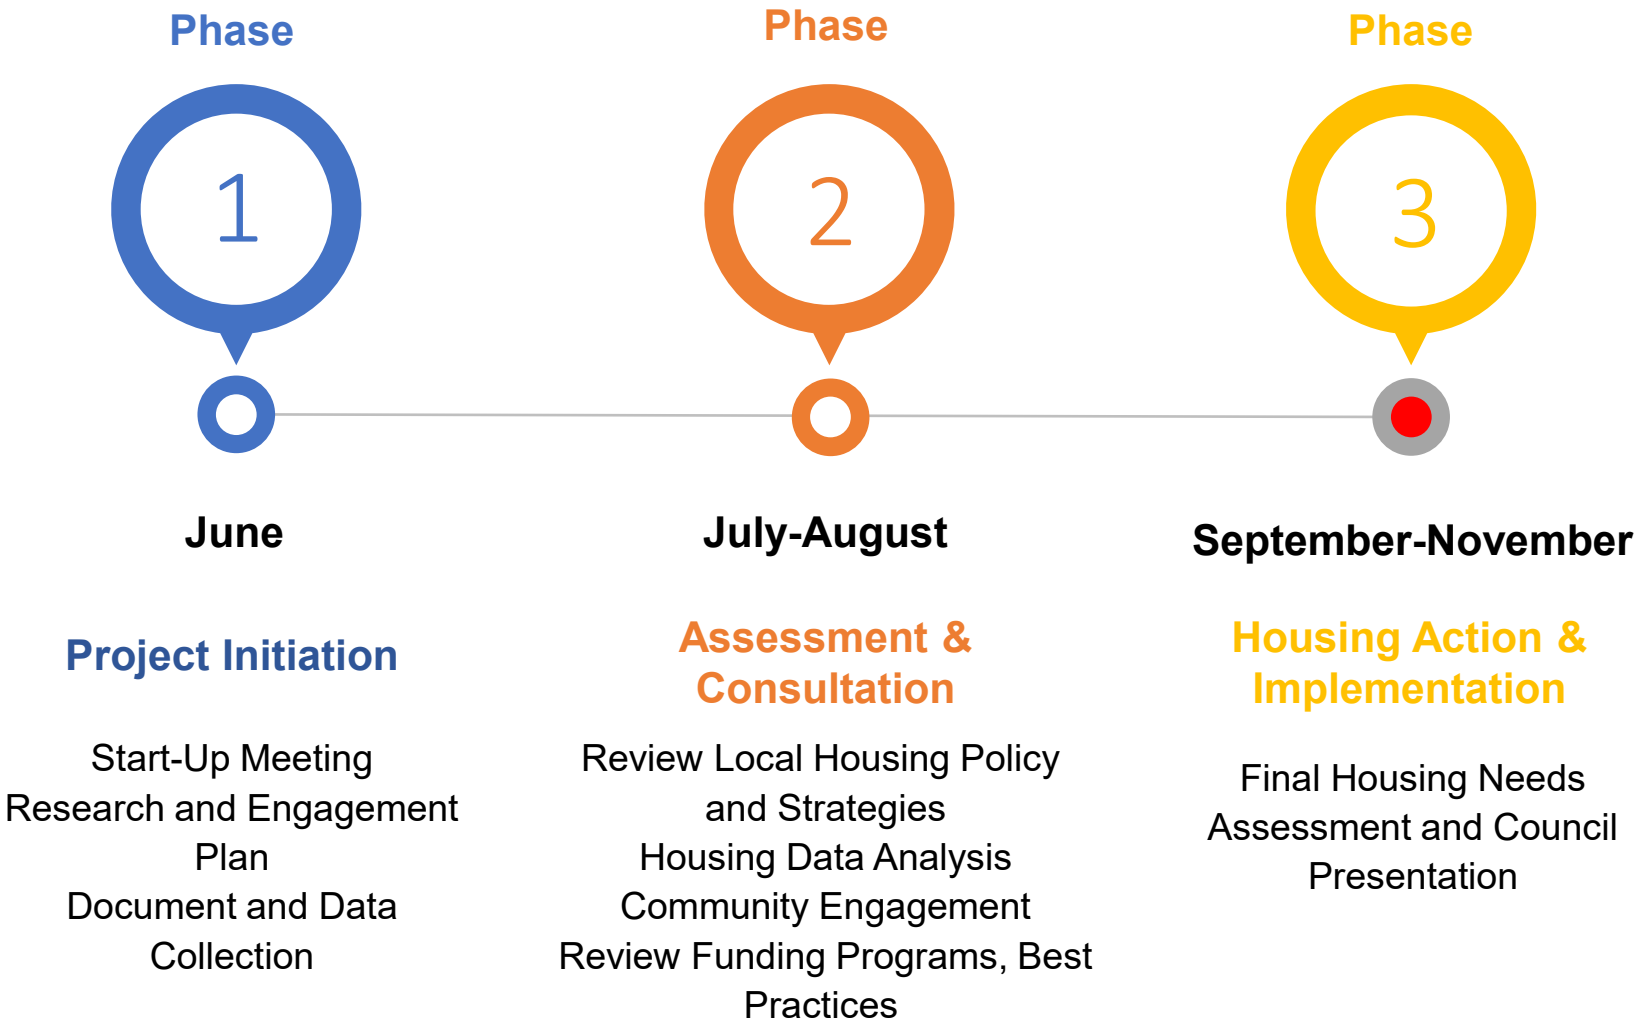 Phase
1
June
Project Initiation
Start-Up Meeting
Research and Engagement
Plan
Document and Data
Collection
Phase
2
July-August
Assessment &
Consultation
Review Local Housing Policy
and Strategies
Housing Data Analysis
Community Engagement
Review Funding Programs, Best
Practices
Phase
3
September-November
Housing Action &
Implementation
Final Housing Needs
Assessment and Council
Presentation